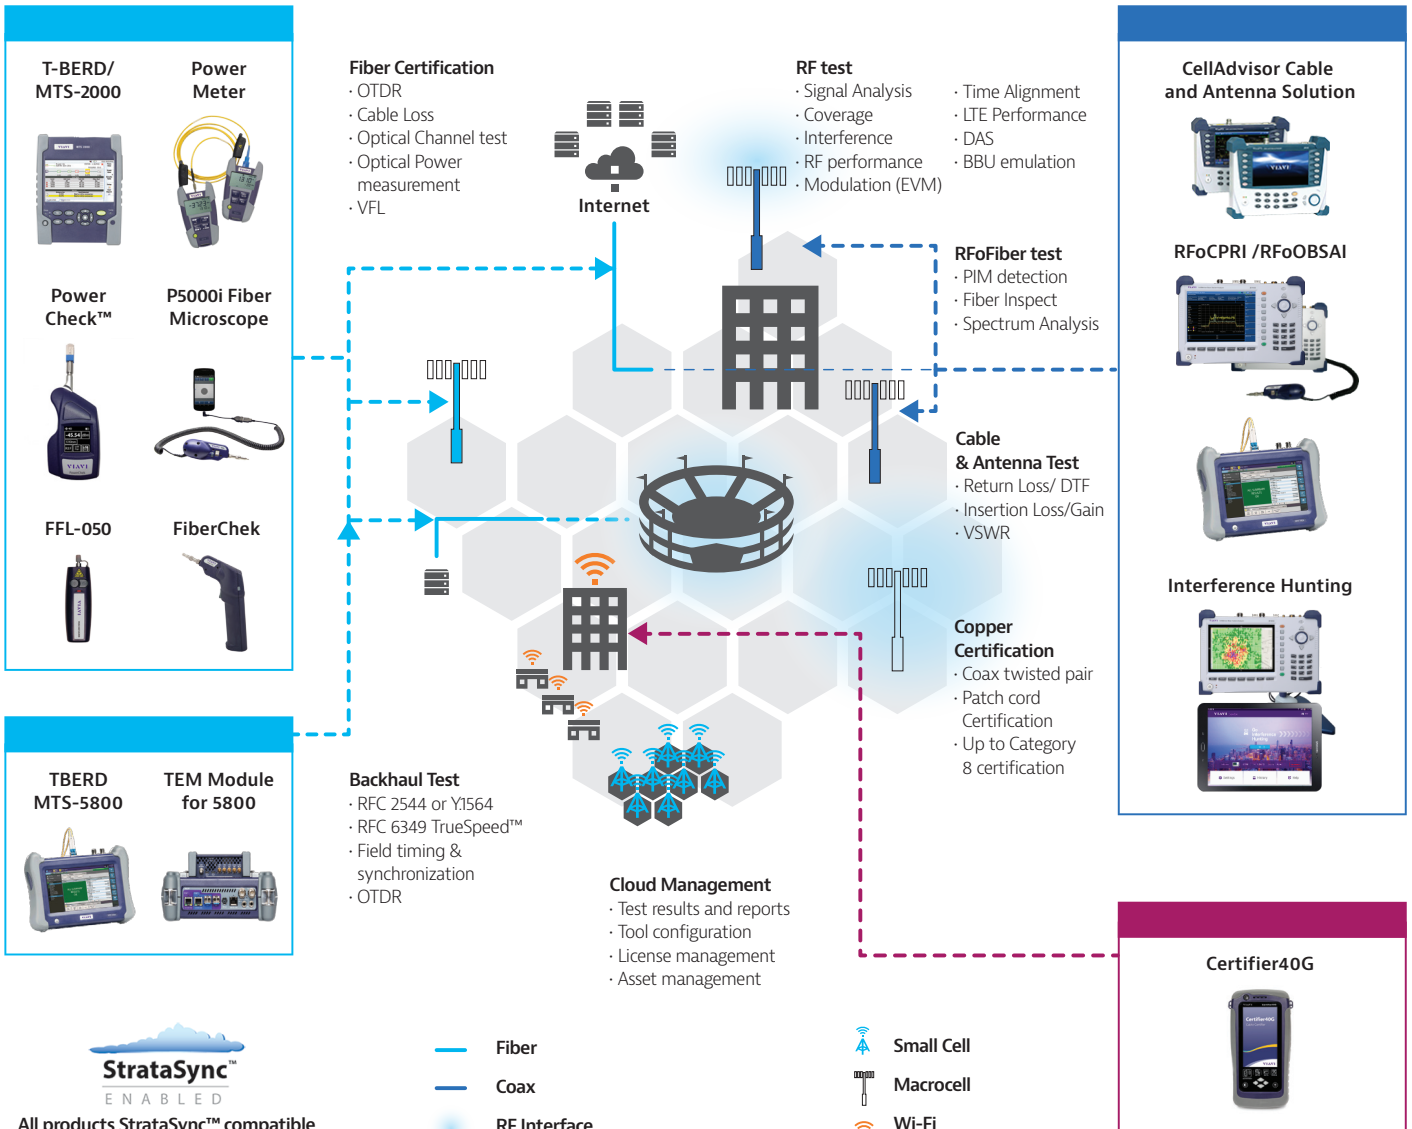 T-BERD/
MTS-2000
Power
Meter
Power
Check™
P5000i Fiber
Microscope
FFL-050
FiberChek
TBERD
MTS-5800
TEM Module
for 5800
StrataSync™
ENABLED
All products StrataSync™ compatible
Fiber Certification
· OTDR
· Cable Loss
· Optical Channel test
· Optical Power
measurement
· VFL
Internet
RF test
· Signal Analysis
· Coverage
· Interference
· RF performance
· Modulation (EVM)
· Time Alignment
· LTE Performance
· DAS
· BBU emulation
RFoFiber test
· PIM detection
· Fiber Inspect
· Spectrum Analysis
Cable
& Antenna Test
· Return Loss/ DTF
· Insertion Loss/Gain
· VSWR
Copper
Certification
· Coax twisted pair
· Patch cord
Certification
· Up to Category
8 certification
Backhaul Test
· RFC 2544 or Y.1564
· RFC 6349 TrueSpeed™
· Field timing &
synchronization
· OTDR
Cloud Management
· Test results and reports
· Tool configuration
· License management
· Asset management
Fiber
Coax
RF Interface
Small Cell
Macrocell
Wi-Fi
CellAdvisor Cable
and Antenna Solution
VIAVI
RFoCPRI /RFoOBSAI
Interference Hunting
Certifier40G
Certifier40G
VIAVI